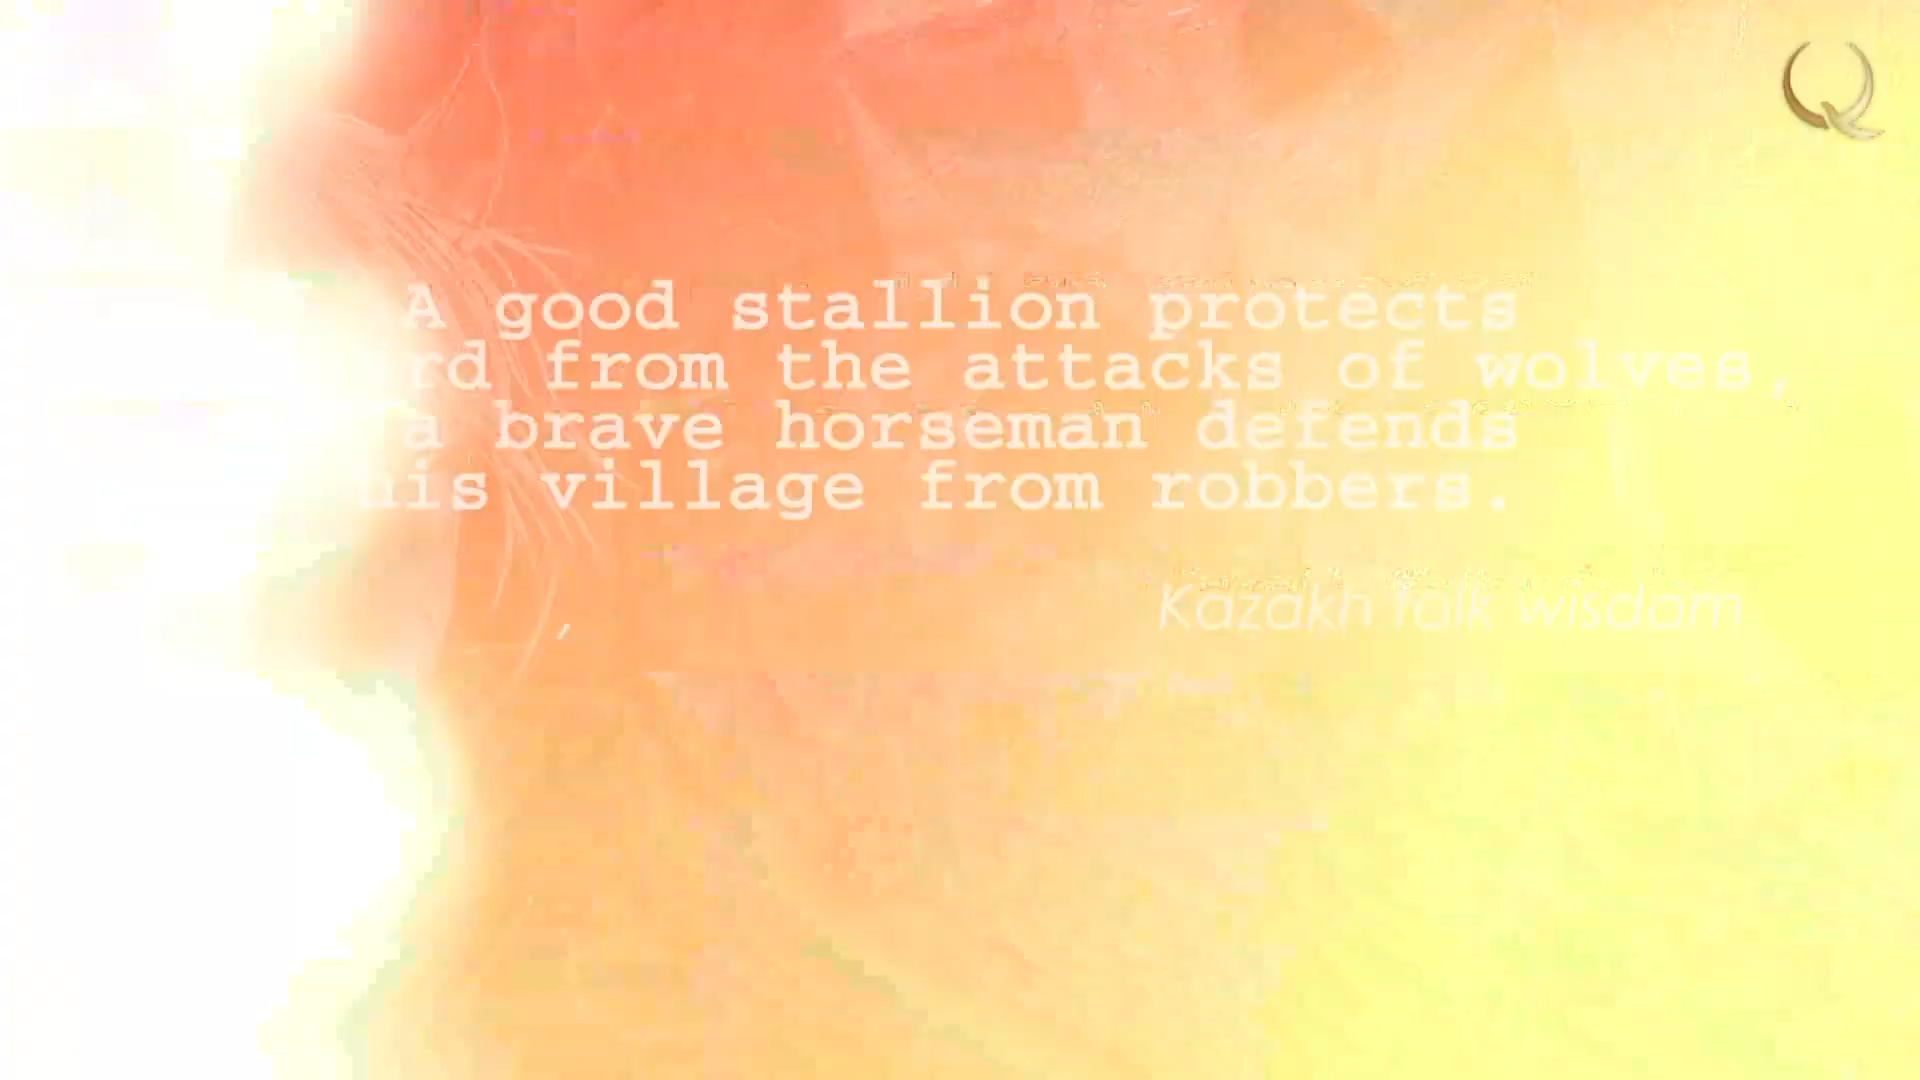 A good stallion protects
rd from the attacks of wolves,
a brave horseman defends
his village from robbers.
Kazakh folk wisdom